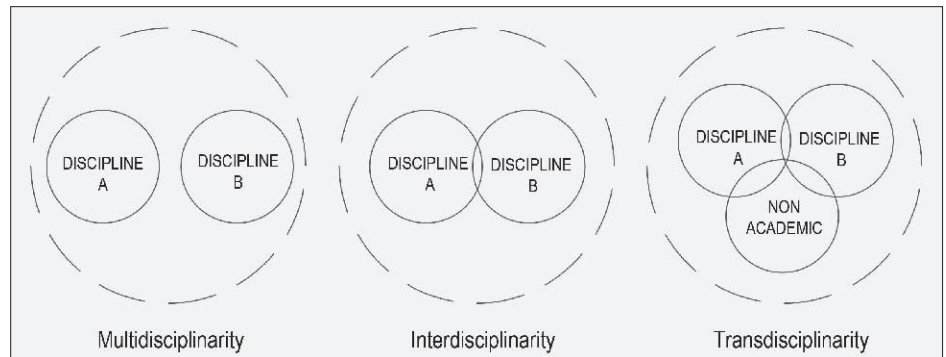 DISCIPLINE
A
DISCIPLINE
B
Multidisciplinarity
DISCIPLINE
A
DISCIPLINE
B
Interdisciplinarity
DISCIPLINE
A
DISCIPLINE
B
NON
ACADEMIC
Transdisciplinarity